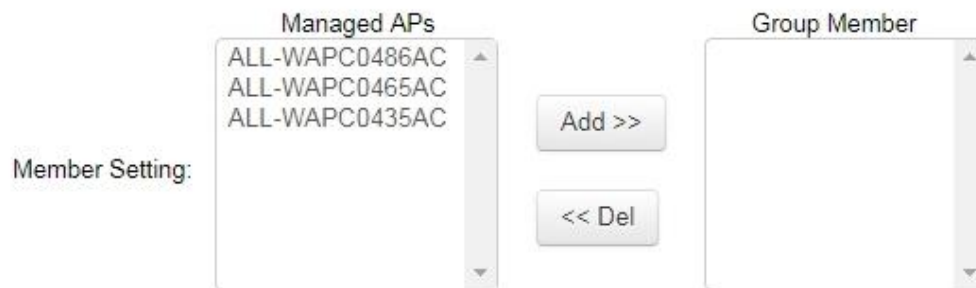 Managed APs
Group Member
ALL-WAPC0486AC
ALL-WAPC0465AC
ALL-WAPC0435AC
Add >>
Member Setting:
<< Del